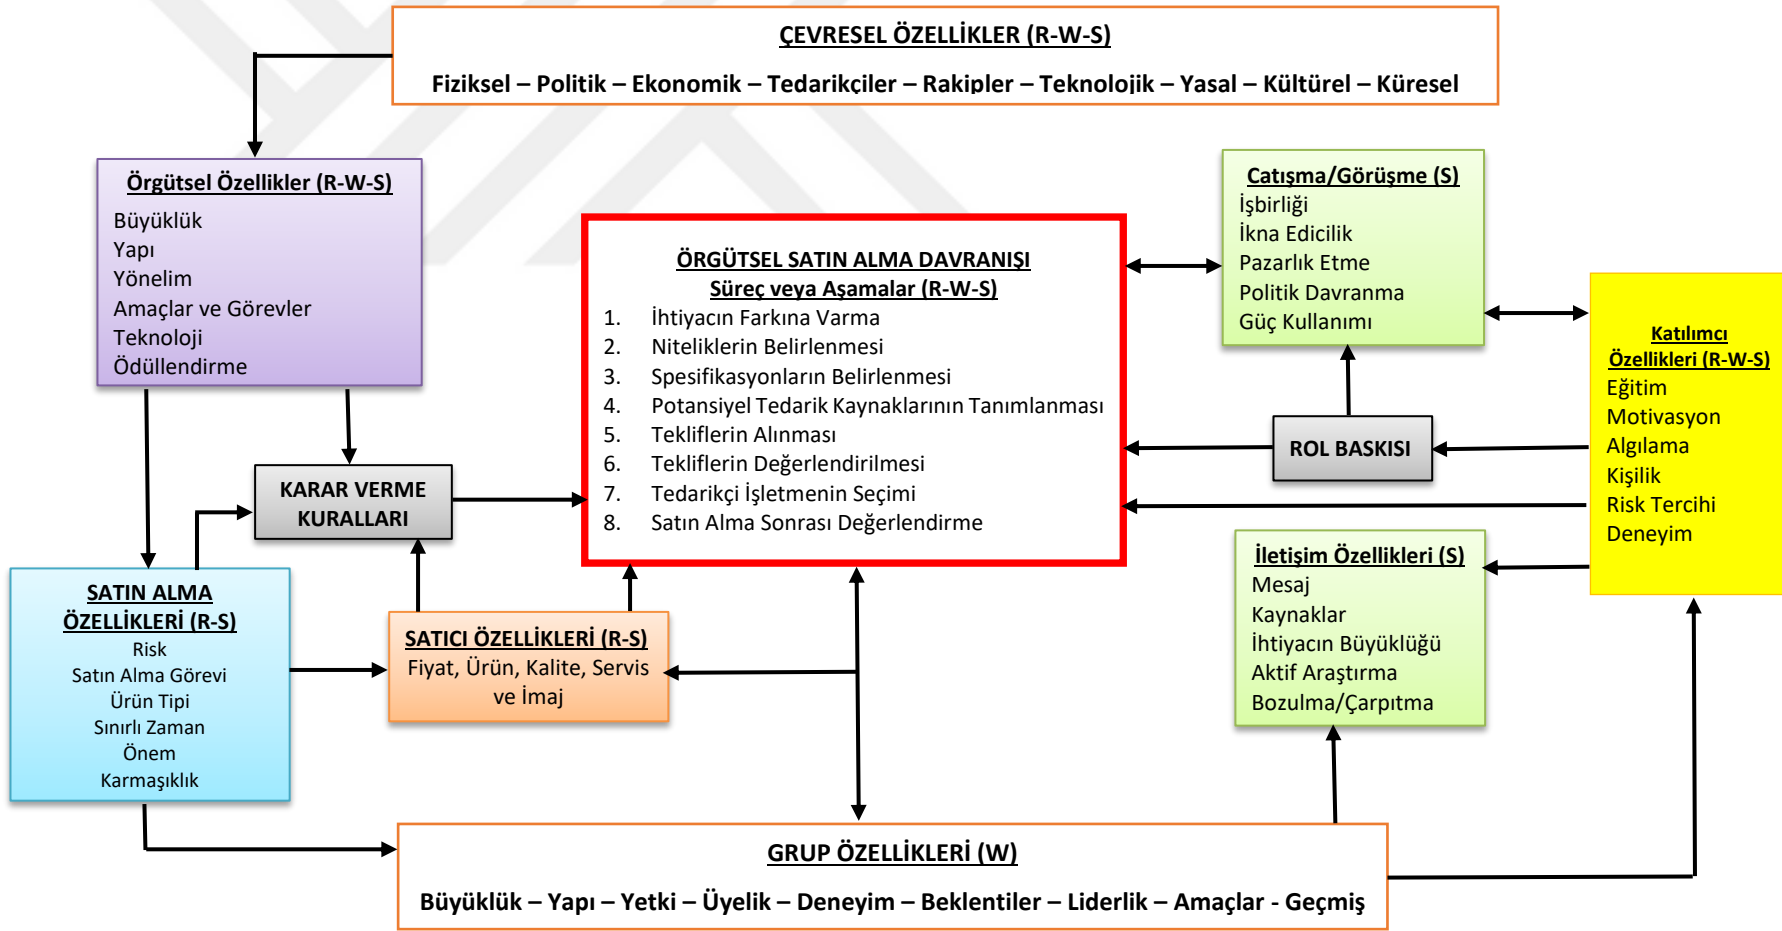 ÇEVRESEL ÖZELLİKLER (R-W-S)
Fiziksel – Politik – Ekonomik – Tedarikçiler – Rakipler – Teknolojik – Yasal – Kültürel – Küresel
Örgütsel Özellikler (R-W-S)
Büyüklük
Yapı
Yönelim
Amaçlar ve Görevler
Teknoloji
Ödüllendirme
ÖRGÜTSEL SATIN ALMA DAVRANIŞI
Süreç veya Aşamalar (R-W-S)
1. İhtiyacın Farkına Varma
2. Niteliklerin Belirlenmesi
3. Spesifikasyonların Belirlenmesi
4. Potansiyel Tedarik Kaynaklarının Tanımlanması
5. Tekliflerin Alınması
6. Tekliflerin Değerlendirilmesi
7. Tedarikçi İşletmenin Seçimi
8. Satın Alma Sonrası Değerlendirme
Catışma/Görüşme (S)
İşbirliği
İkna Edicilik
Pazarlık Etme
Politik Davranma
Güç Kullanımı
Katılımcı
Özellikleri (R-W-S)
Eğitim
Motivasyon
Algılama
Kişilik
Risk Tercihi
Deneyim
ROL BASKISI
KARAR VERME
KURALLARI
SATIN ALMA
ÖZELLİKLERİ (R-S)
Risk
Satın Alma Görevi
Ürün Tipi
Sınırlı Zaman
Önem
Karmaşıklık
SATICI ÖZELLİKLERİ (R-S)
Fiyat, Ürün, Kalite, Servis
ve İmaj
İletişim Özellikleri (S)
Mesaj
Kaynaklar
İhtiyacın Büyüklüğü
Aktif Araştırma
Bozulma/Çarpıtma
GRUP ÖZELLİKLERİ (W)
Büyüklük – Yapı – Yetki – Üyelik – Deneyim – Beklentiler – Liderlik – Amaçlar - Geçmiş